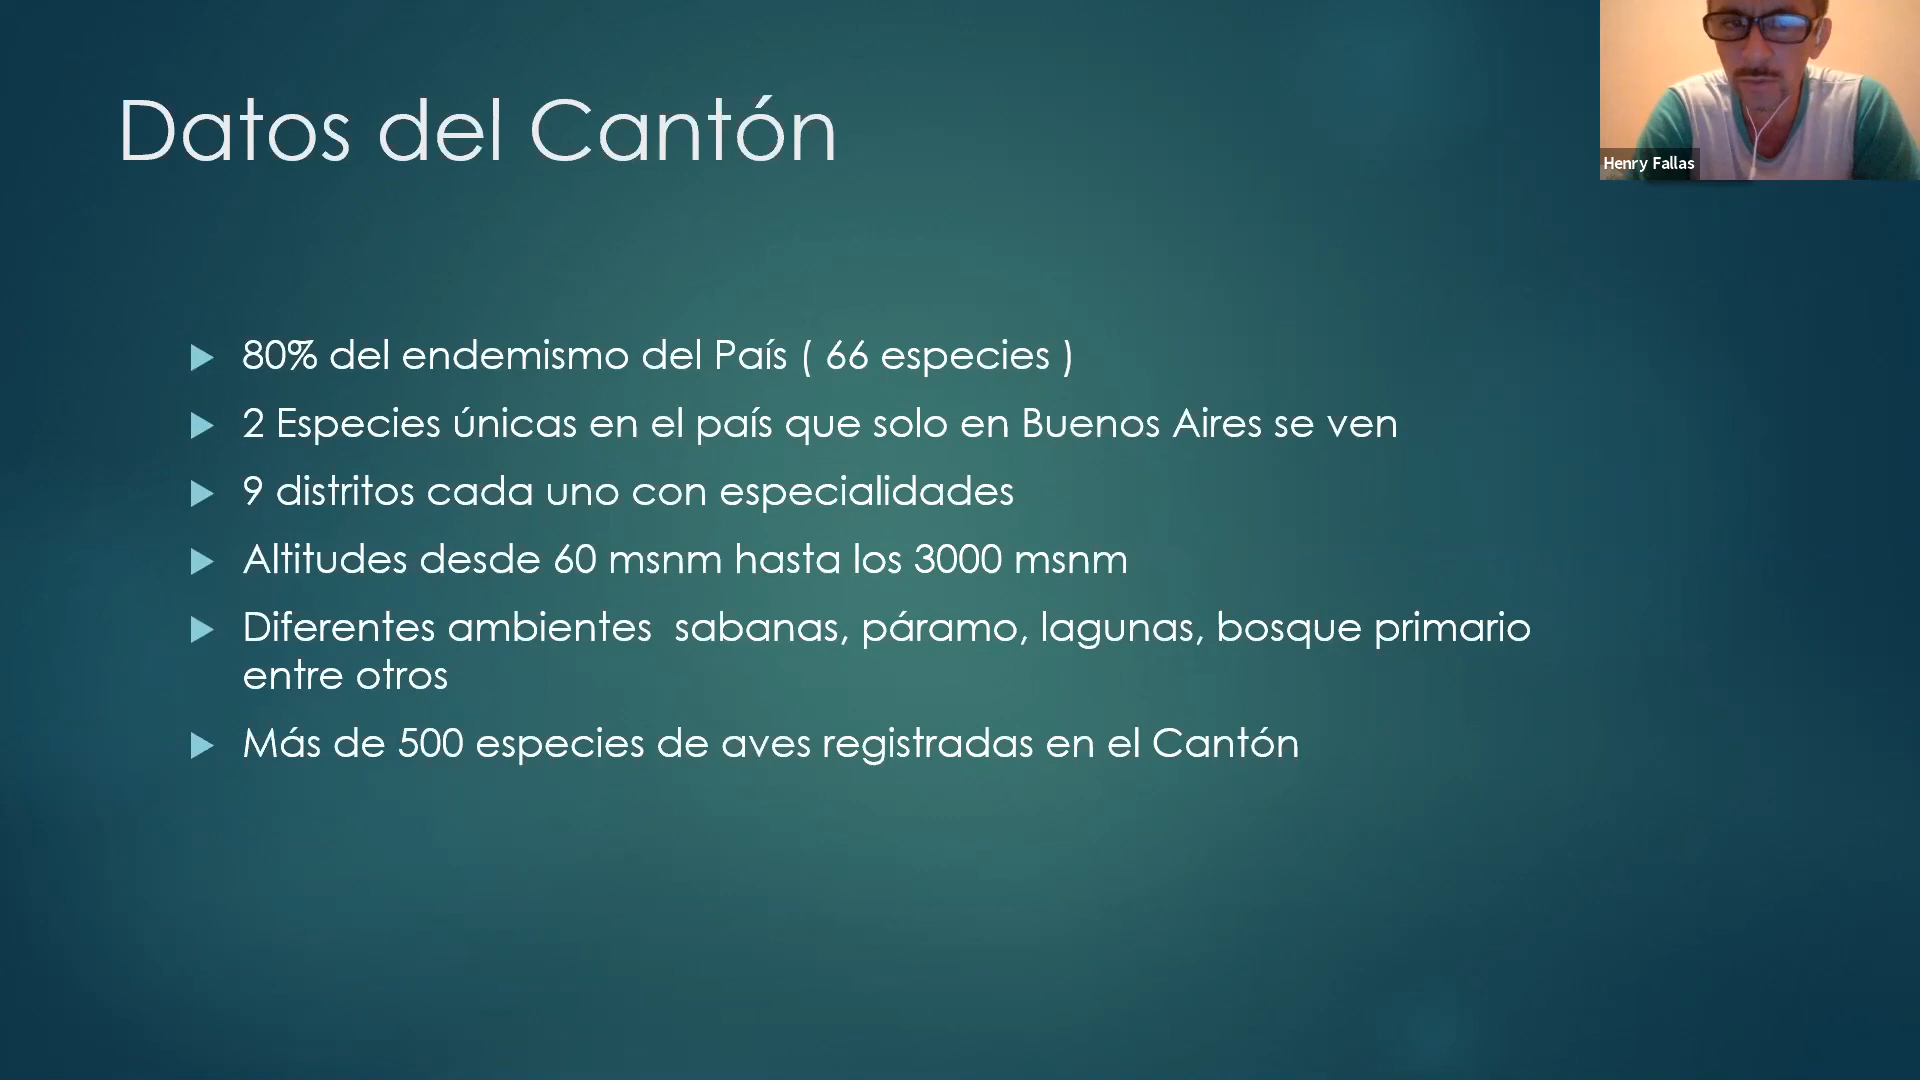 Datos del Cantón
Henry Fallas
80% del endemismo del País ( 66 especies )
2 Especies únicas en el país que solo en Buenos Aires se ven
9 distritos cada uno con especialidades
Altitudes desde 60 msnm hasta los 3000 msnm
Diferentes ambientes  sabanas, páramo, lagunas, bosque primario
entre otros
Más de 500 especies de aves registradas en el Cantón